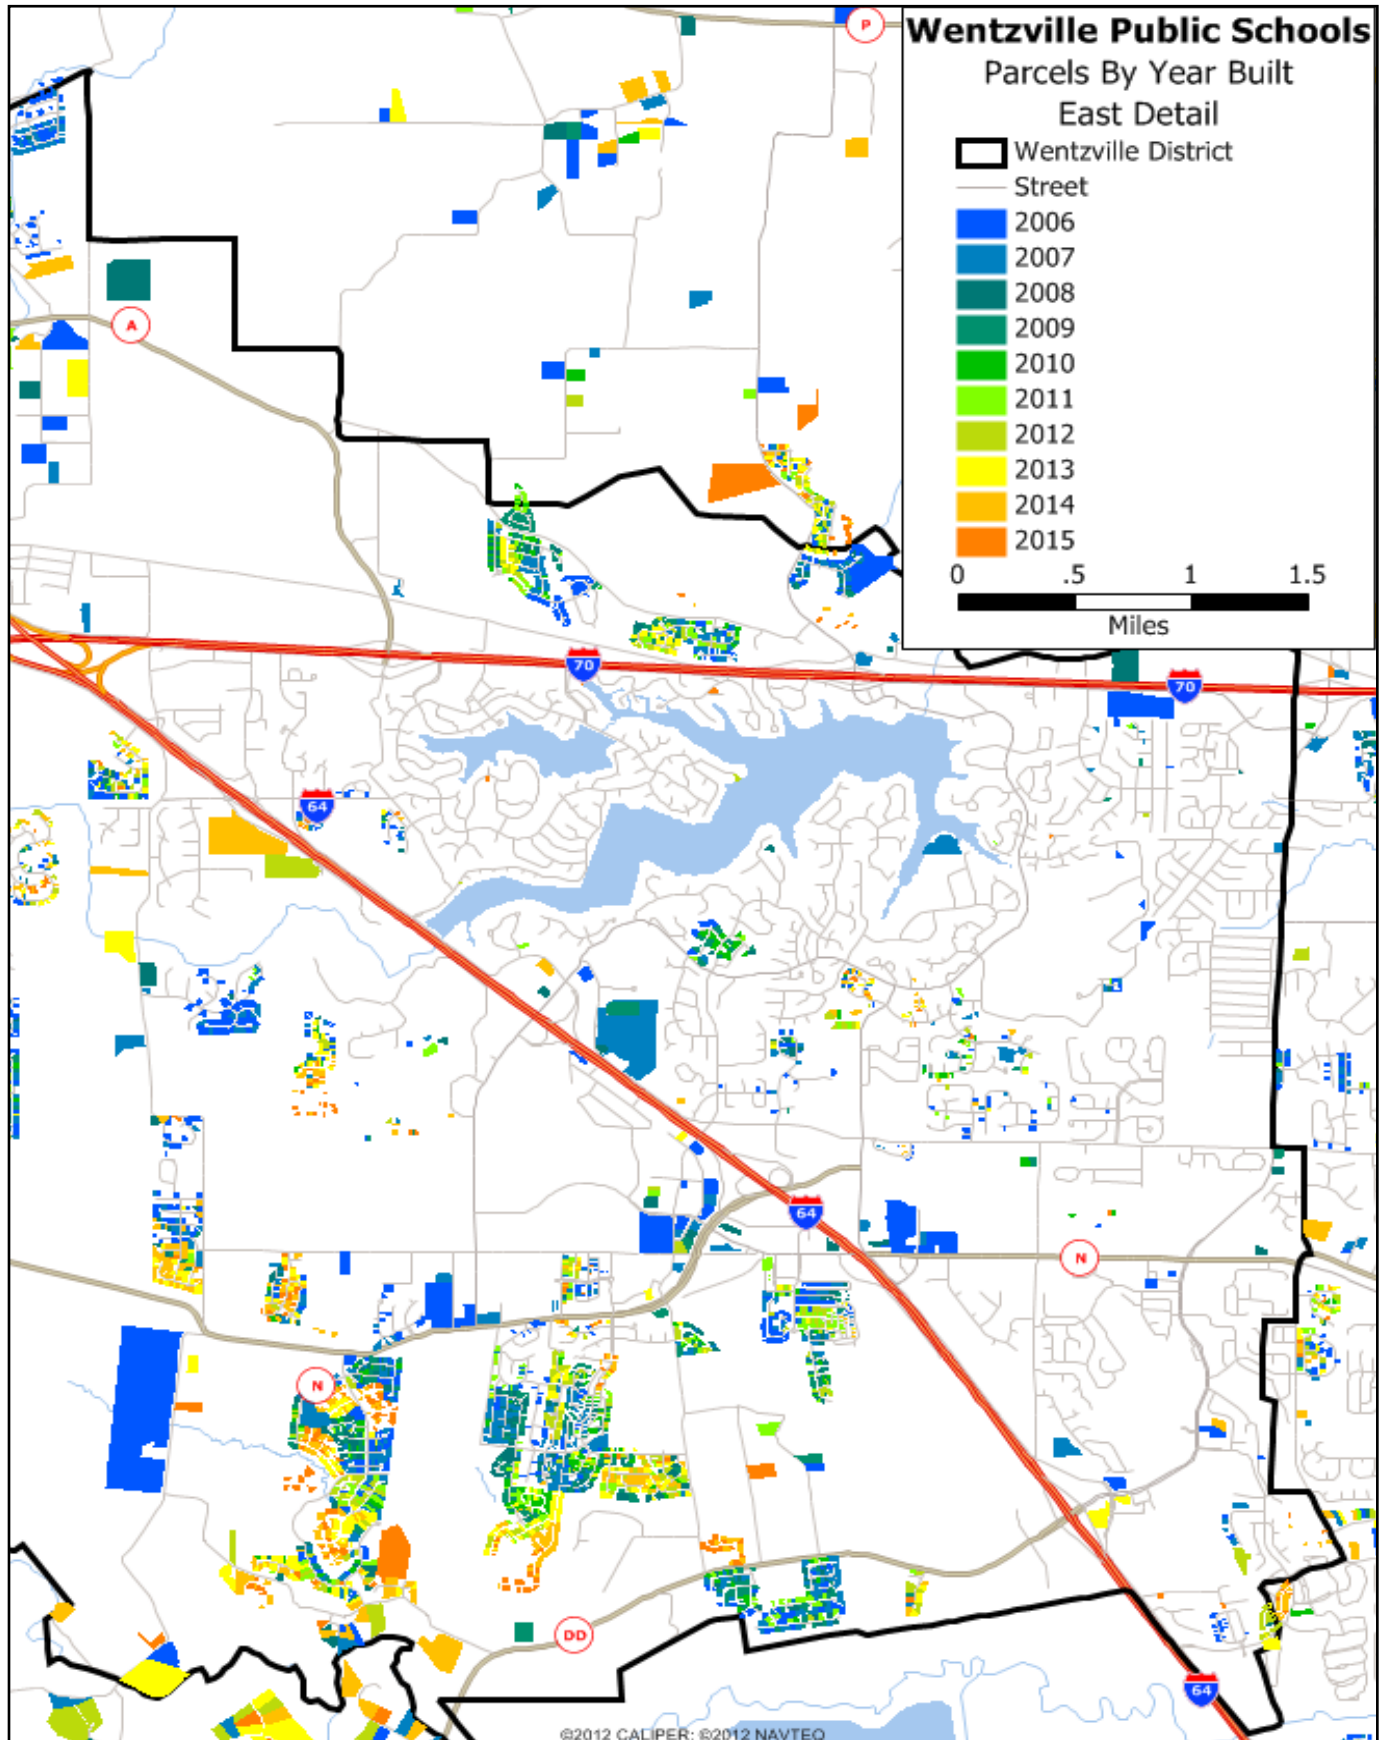 P
Wentzville Public Schools
Parcels By Year Built
East Detail
Wentzville District
Street
2006
2007
2008
2009
2010
2011
2012
2013
2014
2015
0 .5 1 1.5
Miles
A
70
70
64
64
N
N
DD
64
©2012 CALIPER; ©2012 NAVTEQ